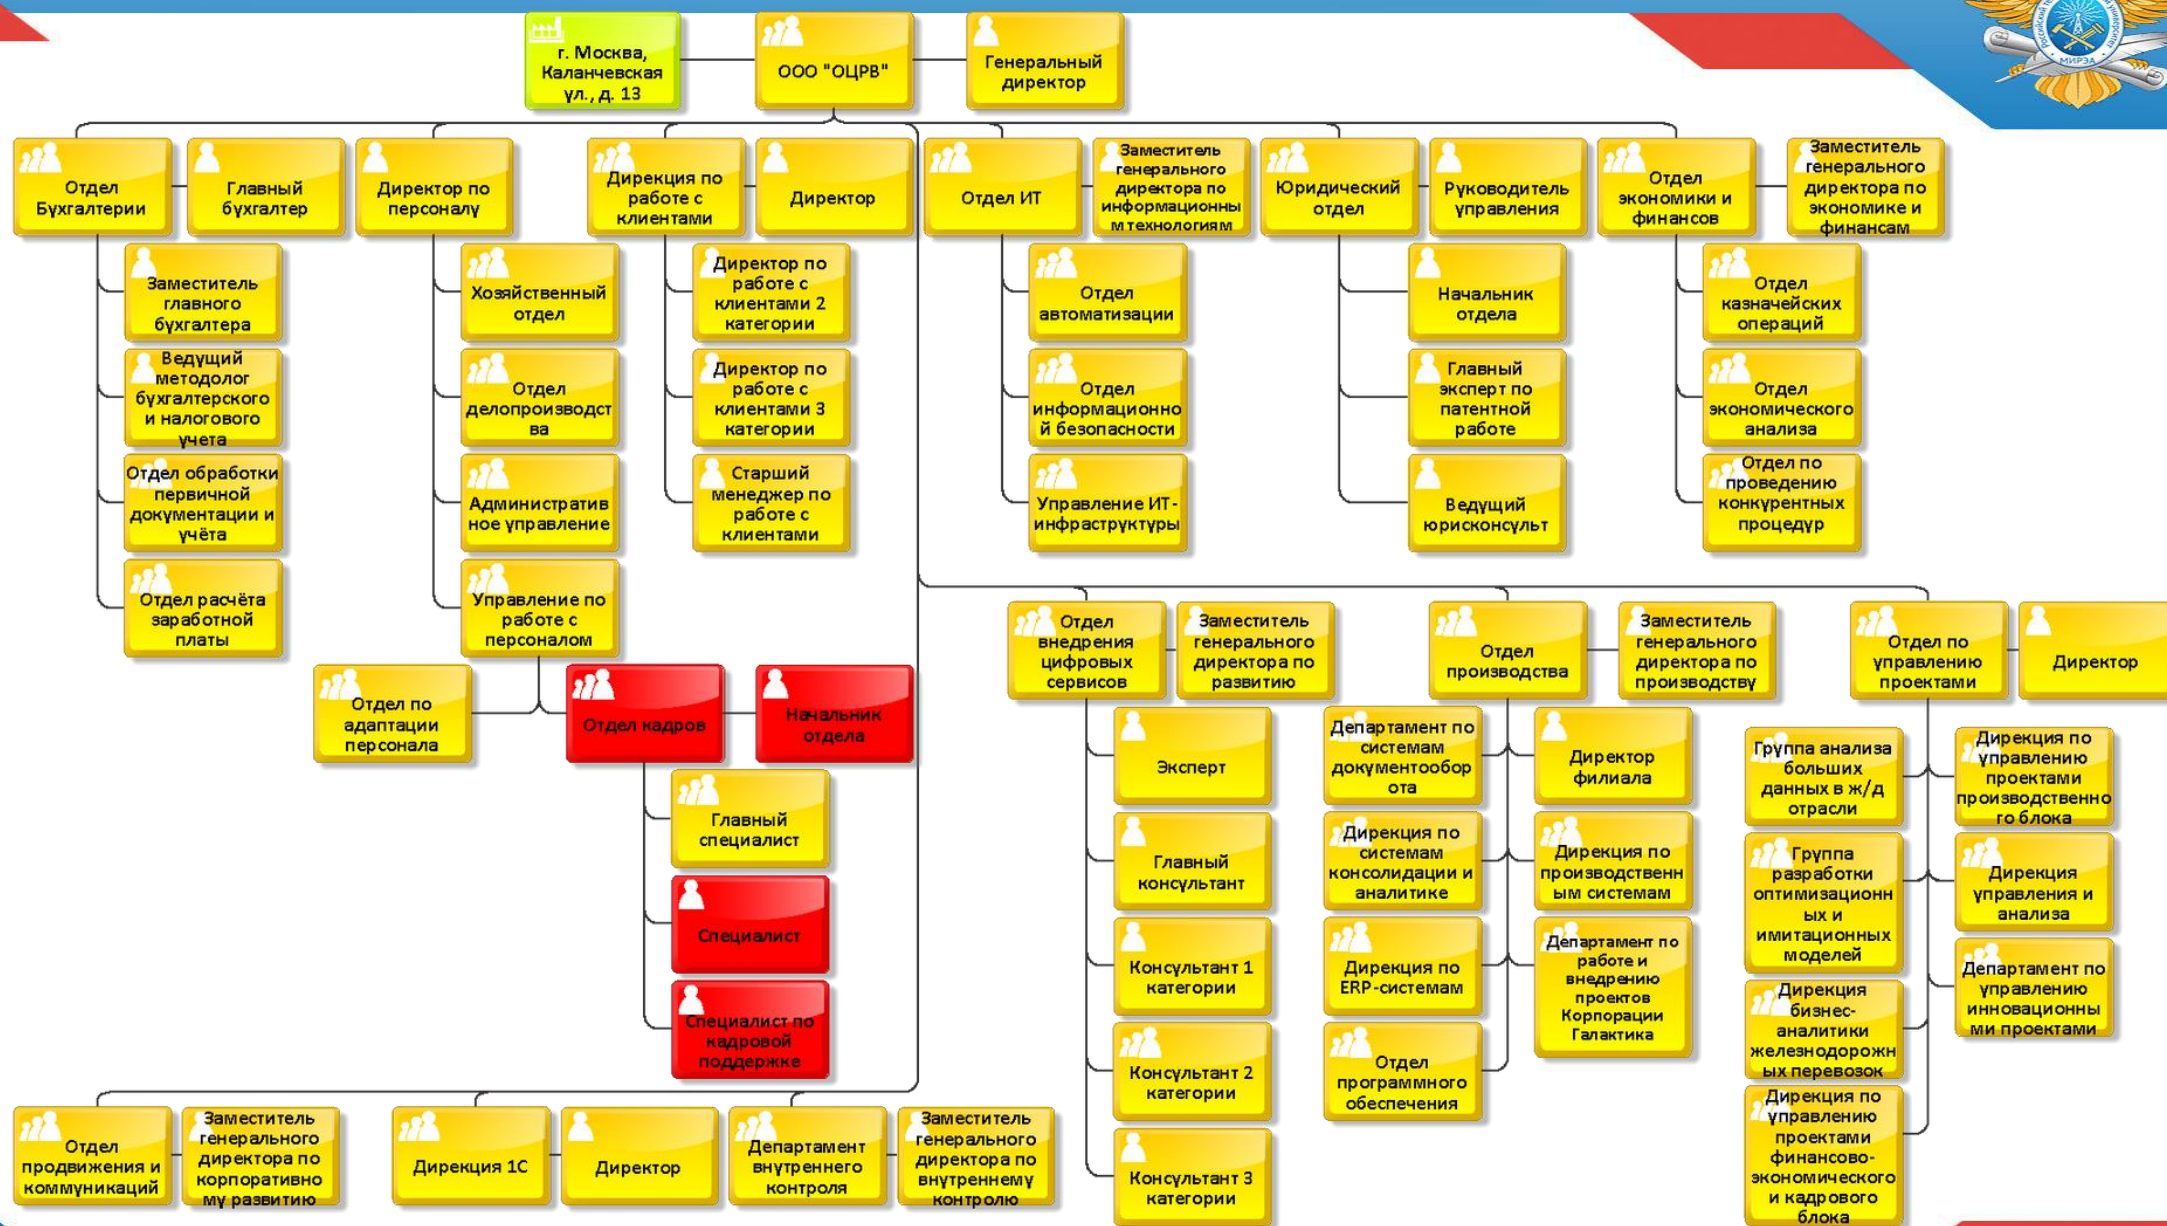 г. Москва,
Каланчевская
ул., д. 13
ООО "ОЦРВ"
Генеральный
директор
МИРЭА
Отдел
Бухгалтерии
Главный
бухгалтер
Директор по
персоналу
Дирекция по
работе с
клиентами
Директор
Отдел ИТ
Заместитель
генерального
директора по
информационны
м технологиям
Юридический
отдел
Руководитель
управления
Отдел
экономики и
финансов
Заместитель
генерального
директора по
экономике и
финансам
Заместитель
главного
бухгалтера
Ведущий
методолог
бухгалтерского
и налогового
учета
Отдел обработки
первичной
документации и
учёта
Отдел расчёта
заработной
платы
Хозяйственный
отдел
Отдел
делопроизводст
ва
Административ
ное управление
Управление по
работе с
персоналом
Директор по
работе с
клиентами 2
категории
Директор по
работе с
клиентами 3
категории
Старший
менеджер по
работе с
клиентами
Отдел
автоматизации
Отдел
информационно
й безопасности
Управление ИТ-
инфраструктуры
Начальник
отдела
Главный
эксперт по
патентной
работе
Ведущий
юрисконсульт
Отдел
казначейских
операций
Отдел
экономического
анализа
Отдел по
проведению
конкурентных
процедур
Отдел по
адаптации
персонала
Отдел кадров
Начальник
отдела
Главный
специалист
Специалист
Специалист по
кадровой
поддержке
Отдел
внедрения
цифровых
сервисов
Заместитель
генерального
директора по
развитию
Отдел
производства
Заместитель
генерального
директора по
производству
Отдел по
управлению
проектами
Директор
Эксперт
Главный
консультант
Консультант 1
категории
Консультант 2
категории
Консультант 3
категории
Департамент по
системам
документообор
ота
Дирекция по
системам
консолидации и
аналитике
Дирекция по
ERP-системам
Отдел
программного
обеспечения
Директор
филиала
Дирекция по
производственн
ым системам
Департамент по
работе и
внедрению
проектов
Корпорации
Галактика
Группа анализа
больших
данных в ж/д
отрасли
Группа
разработки
оптимизационн
ых и
имитационных
моделей
Дирекция
бизнес-
аналитики
железнодорожн
ых перевозок
Дирекция по
управлению
проектами
финансово-
экономического
и кадрового
блока
Дирекция по
управлению
проектами
производственно
го блока
Дирекция
управления и
анализа
Департамент по
управлению
инновационны
ми проектами
Отдел
продвижения и
коммуникаций
Заместитель
генерального
директора по
корпоративно
му развитию
Дирекция 1С
Директор
Департамент
внутреннего
контроля
Заместитель
генерального
директора по
внутреннему
контролю